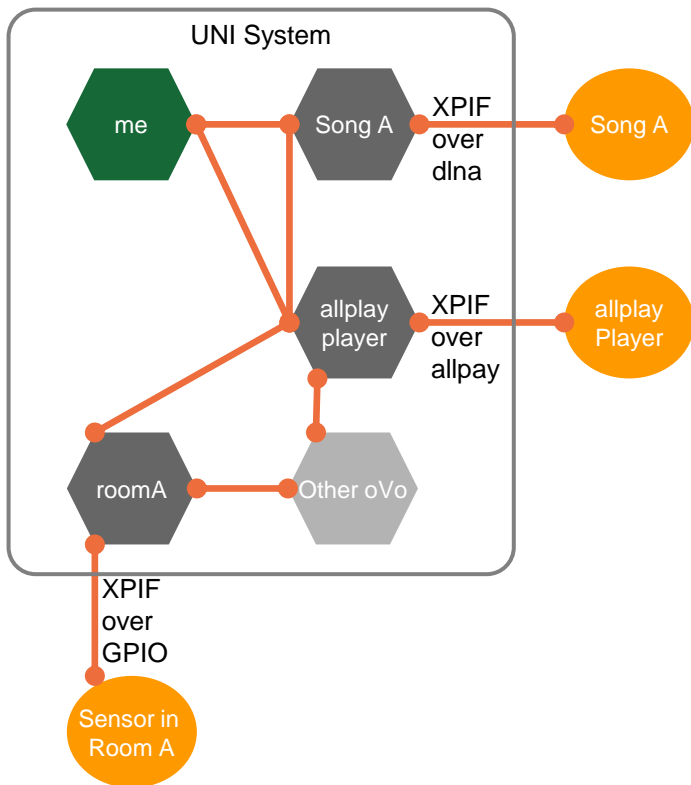 UNI System
me
Song A
XPIF
over
dlna
Song A
allplay
player
XPIF
over
allpay
allplay
Player
roomA
Other oVo
XPIF
over
GPIO
Sensor in
Room A